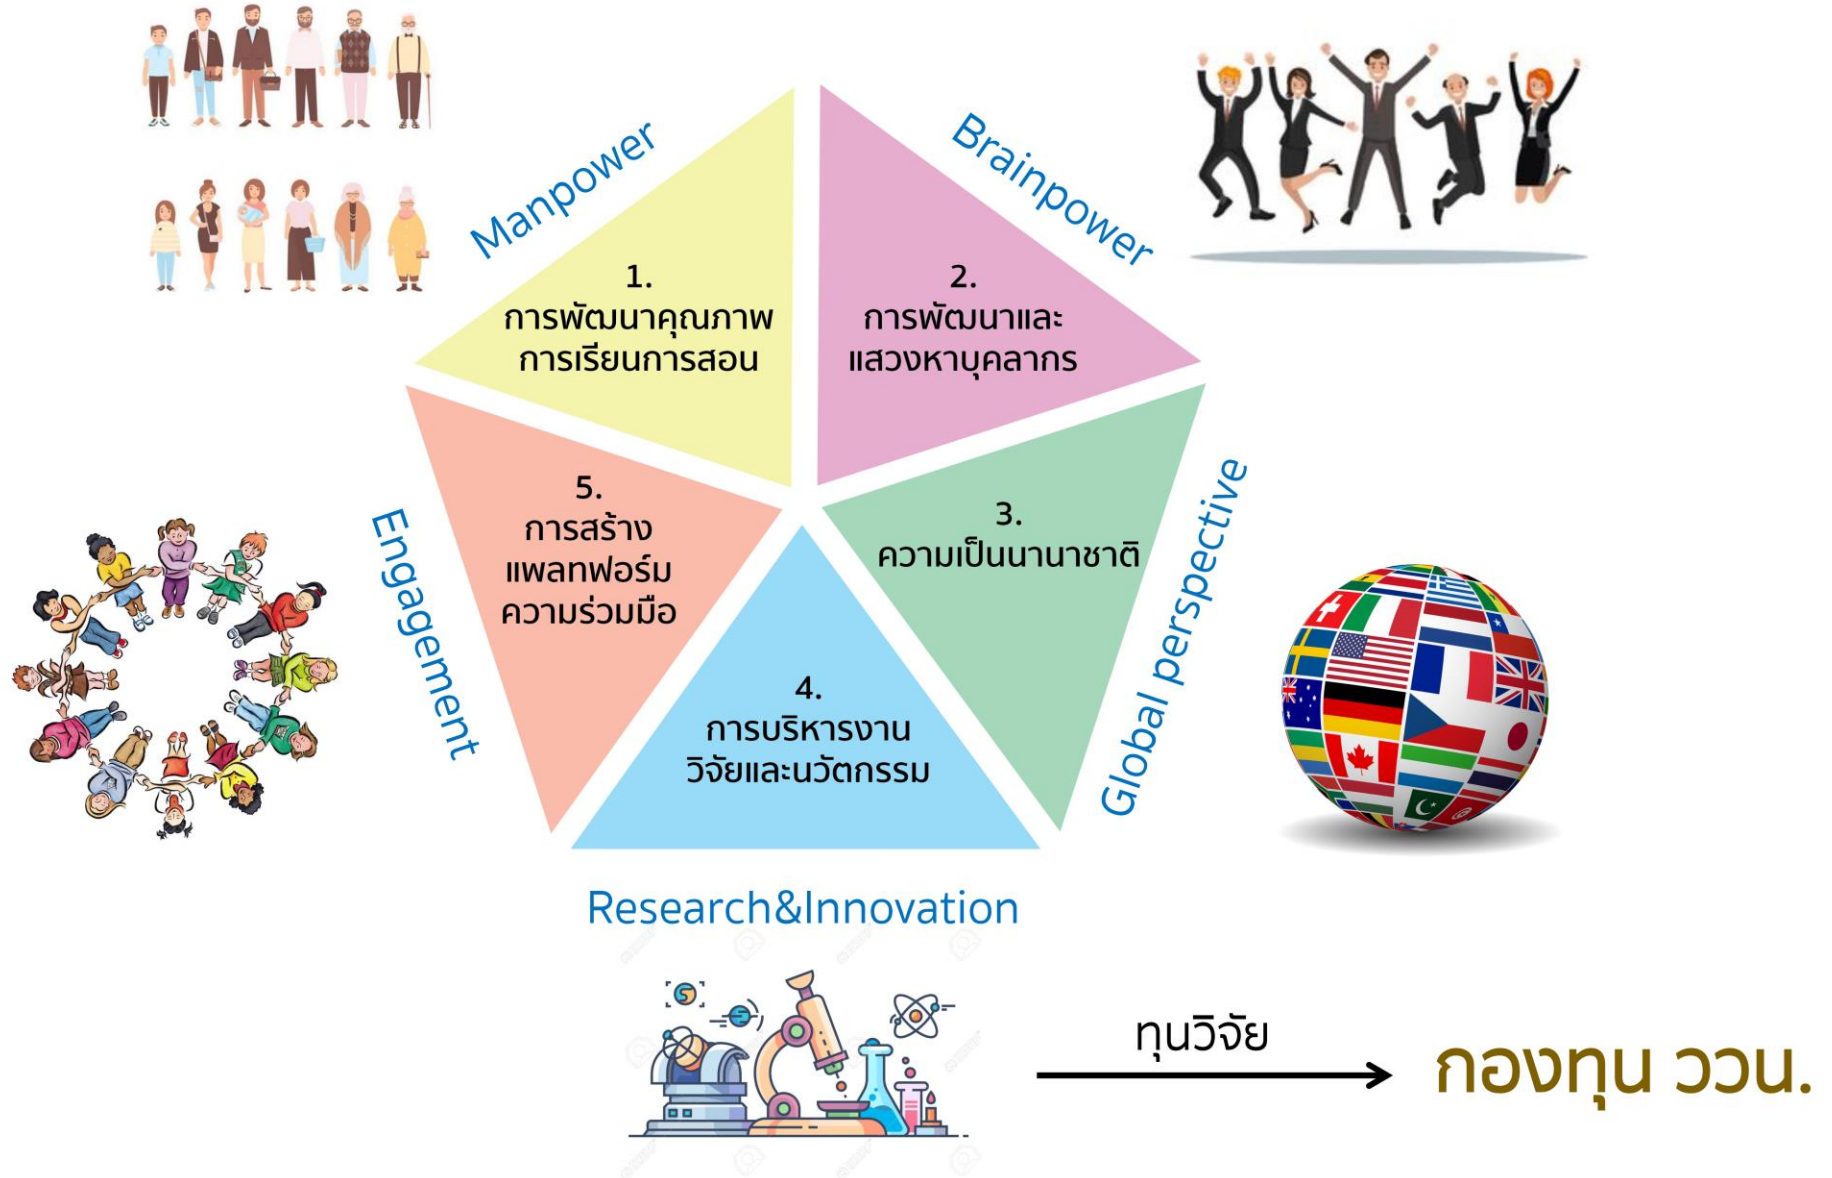 Manpower
1.
การพัฒนาคุณภาพ
การเรียนการสอน
Brainpower
2.
การพัฒนาและ
แสวงหาบุคลากร
Global perspective
3.
ความเป็นนานาชาติ
Research&Innovation
4.
การบริหารงาน
วิจัยและนวัตกรรม
Engagement
5.
การสร้าง
แพลทฟอร์ม
ความร่วมมือ
ทุนวิจัย
กองทุน ววน.